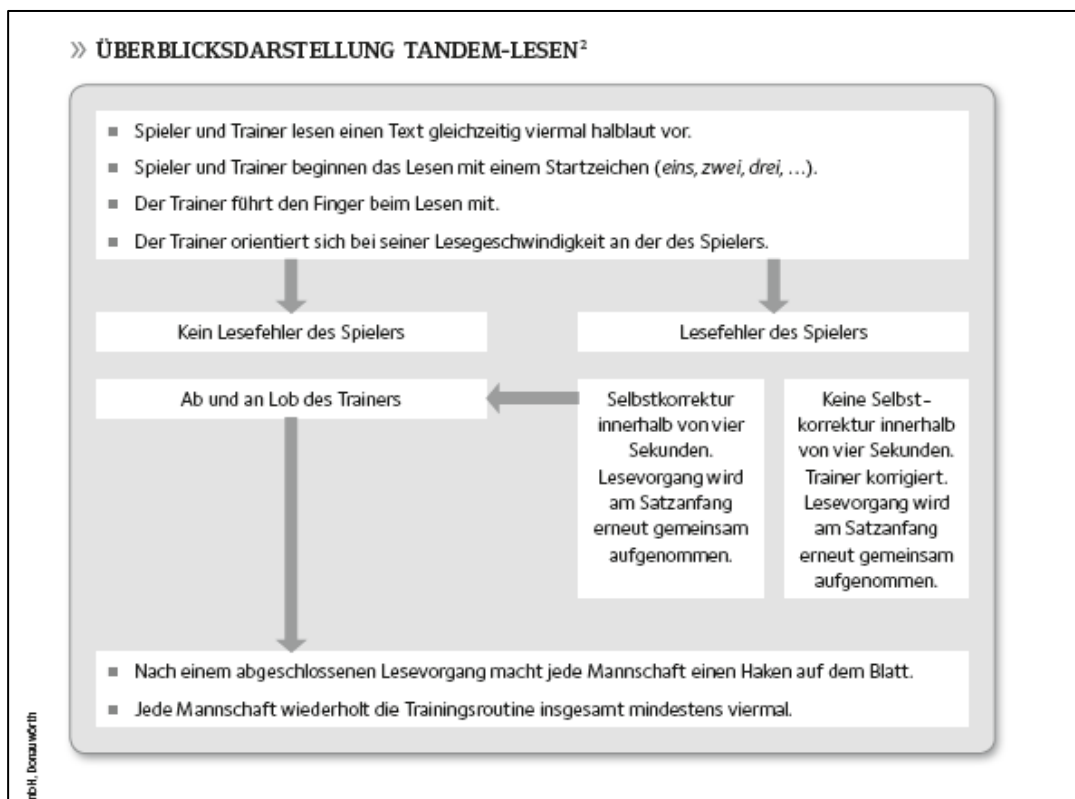 » ÜBERBLICKSDARSTELLUNG TANDEM-LESEN²
▪ Spieler und Trainer lesen einen Text gleichzeitig viermal halblaut vor.
▪ Spieler und Trainer beginnen das Lesen mit einem Startzeichen (eins, zwei, drei, …).
▪ Der Trainer führt den Finger beim Lesen mit.
▪ Der Trainer orientiert sich bei seiner Lesegeschwindigkeit an der des Spielers.
Kein Lesefehler des Spielers
Lesefehler des Spielers
Ab und an Lob des Trainers
Selbstkorrektur
innerhalb von vier
Sekunden.
Lesevorgang wird
am Satzanfang
erneut gemeinsam
aufgenommen.
Keine Selbst-
korrektur innerhalb
von vier Sekunden.
Trainer korrigiert.
Lesevorgang wird
am Satzanfang
erneut gemeinsam
aufgenommen.
▪ Nach einem abgeschlossenen Lesevorgang macht jede Mannschaft einen Haken auf dem Blatt.
▪ Jede Mannschaft wiederholt die Trainingsroutine insgesamt mindestens viermal.
mbH, Donauwörth